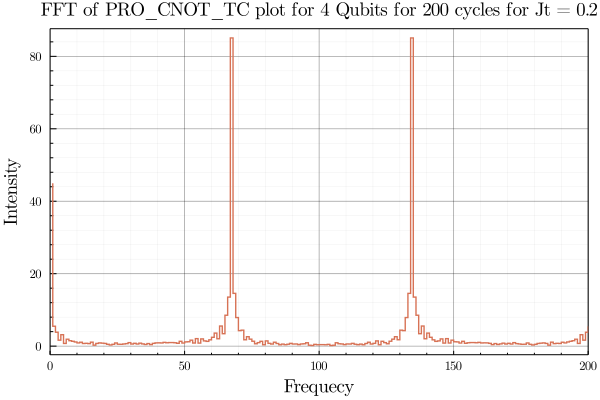 FFT of PRO_CNOT_TC plot for 4 Qubits for 200 cycles for Jt = 0.2
Intensity
80
60
40
20
0
0 50 100 150 200
Frequecy